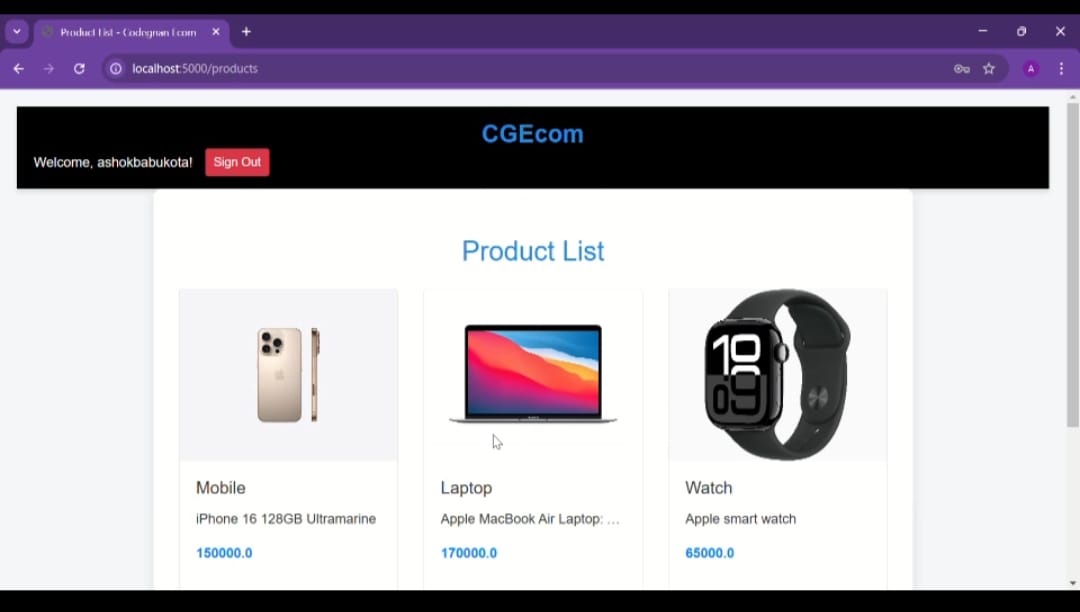 Product List - Codegnan Ecom
localhost:5000/products
A
CGEcom
Welcome, ashokbabukota!
Sign Out
Product List
10
09
Mobile
Laptop
Watch
iPhone 16 128GB Ultramarine
Apple MacBook Air Laptop: ...
Apple smart watch
150000.0
170000.0
65000.0